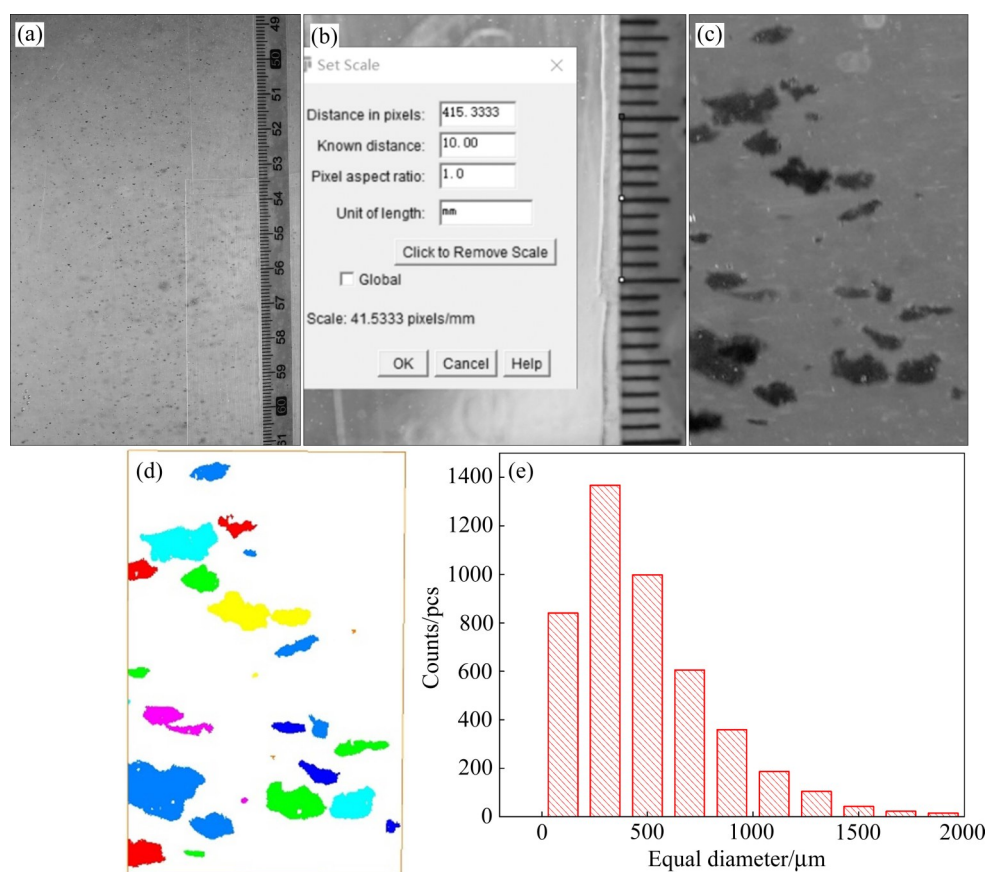 (a)
49
50
51
52
53
54
55
56
57
58
59
60
61
(b)
Set Scale
Distance in pixels: 415.3333
Known distance: 10.00
Pixel aspect ratio: 1.0
Unit of length: mm
Click to Remove Scale
Global
Scale: 41.5333 pixels/mm
OK Cancel Help
(c)
(d)
(e)
1400
1200
1000
800
600
400
200
0
Counts/pcs
0 500 1000 1500 2000
Equal diameter/μm